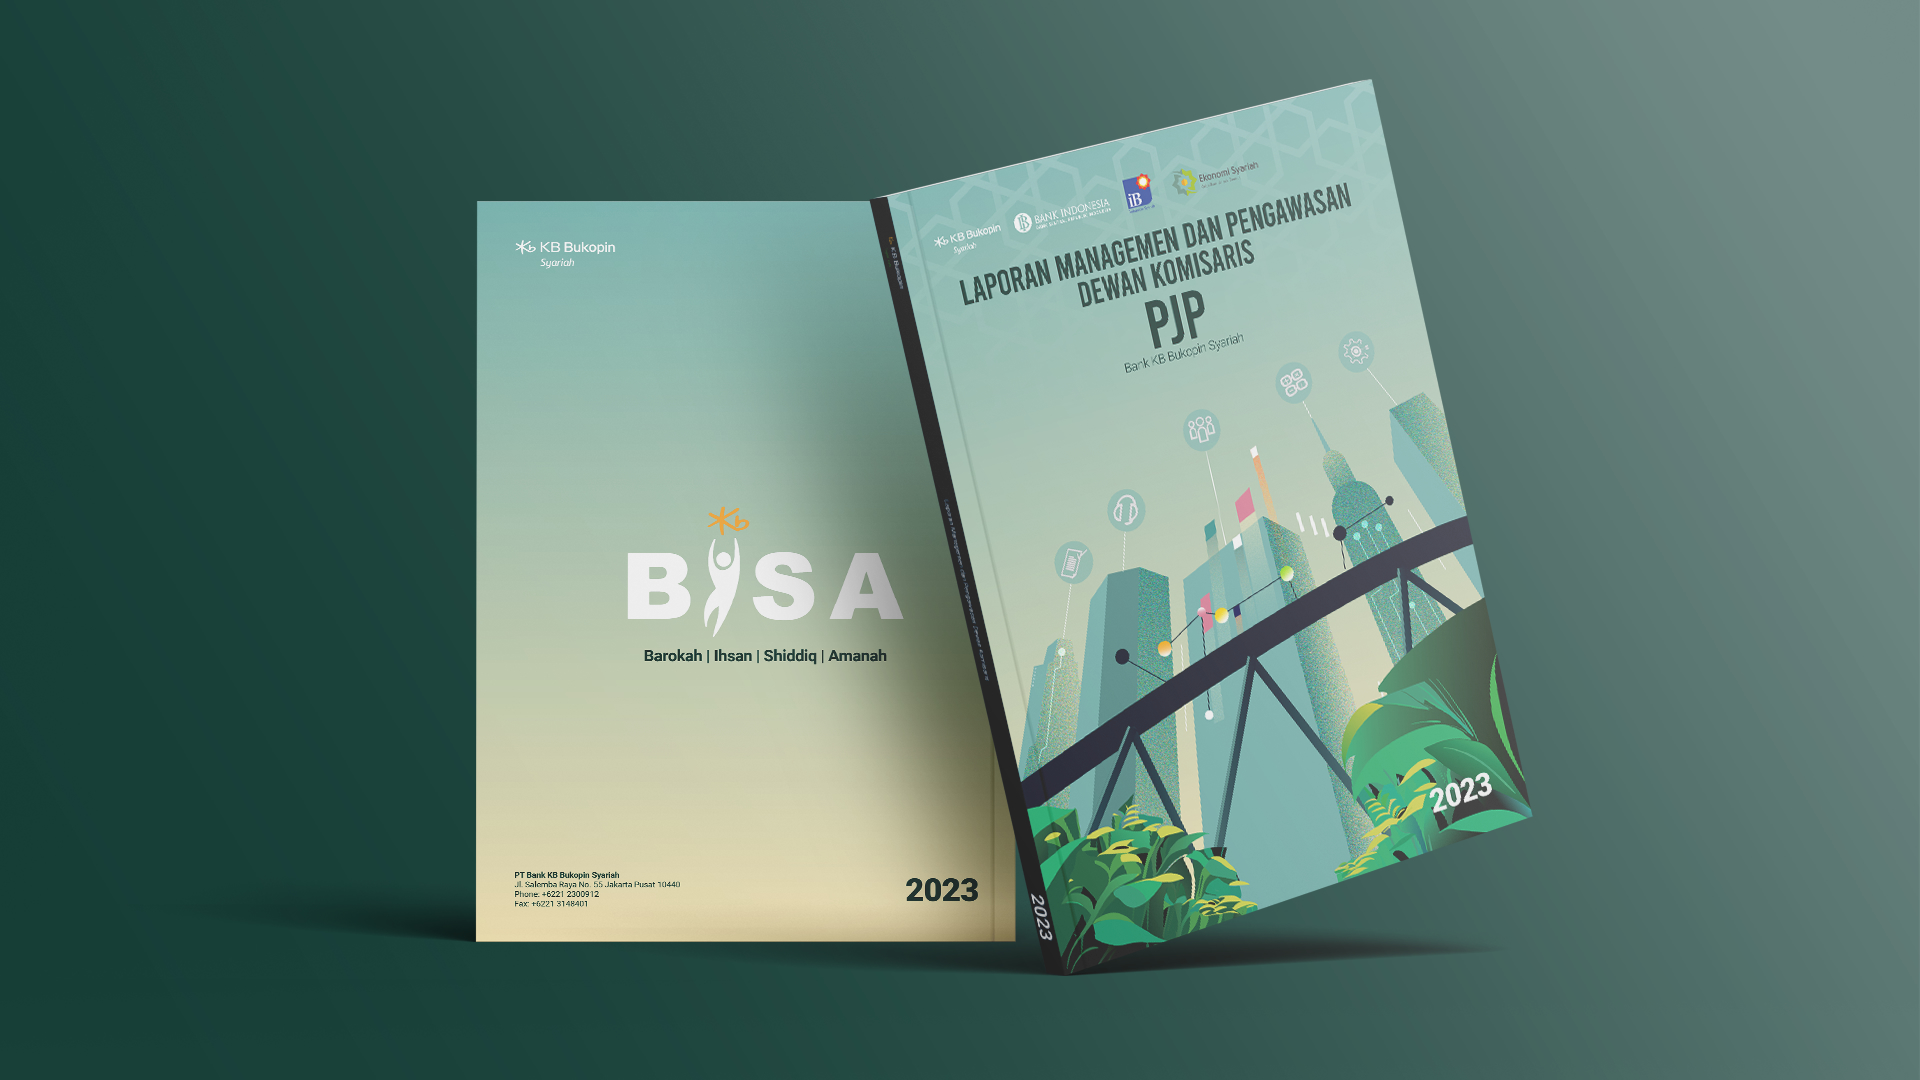 KB Bukopin
Syariah
BISA
Barokah | Ihsan | Shiddiq | Amanah
PT Bank KB Bukopin Syariah
Jl. Salemba Raya No. 55 Jakarta Pusat 10440
Phone: +6221 2300912
Fax: +6221 3148401
2023
KB Bukopin
2023
KB Bukopin
Syariah
BANK INDONESIA
iB
Ekonomi Syariah
LAPORAN MANAGEMEN DAN PENGAWASAN
DEWAN KOMISARIS
PJP
Bank KB Bukopin Syariah
2023